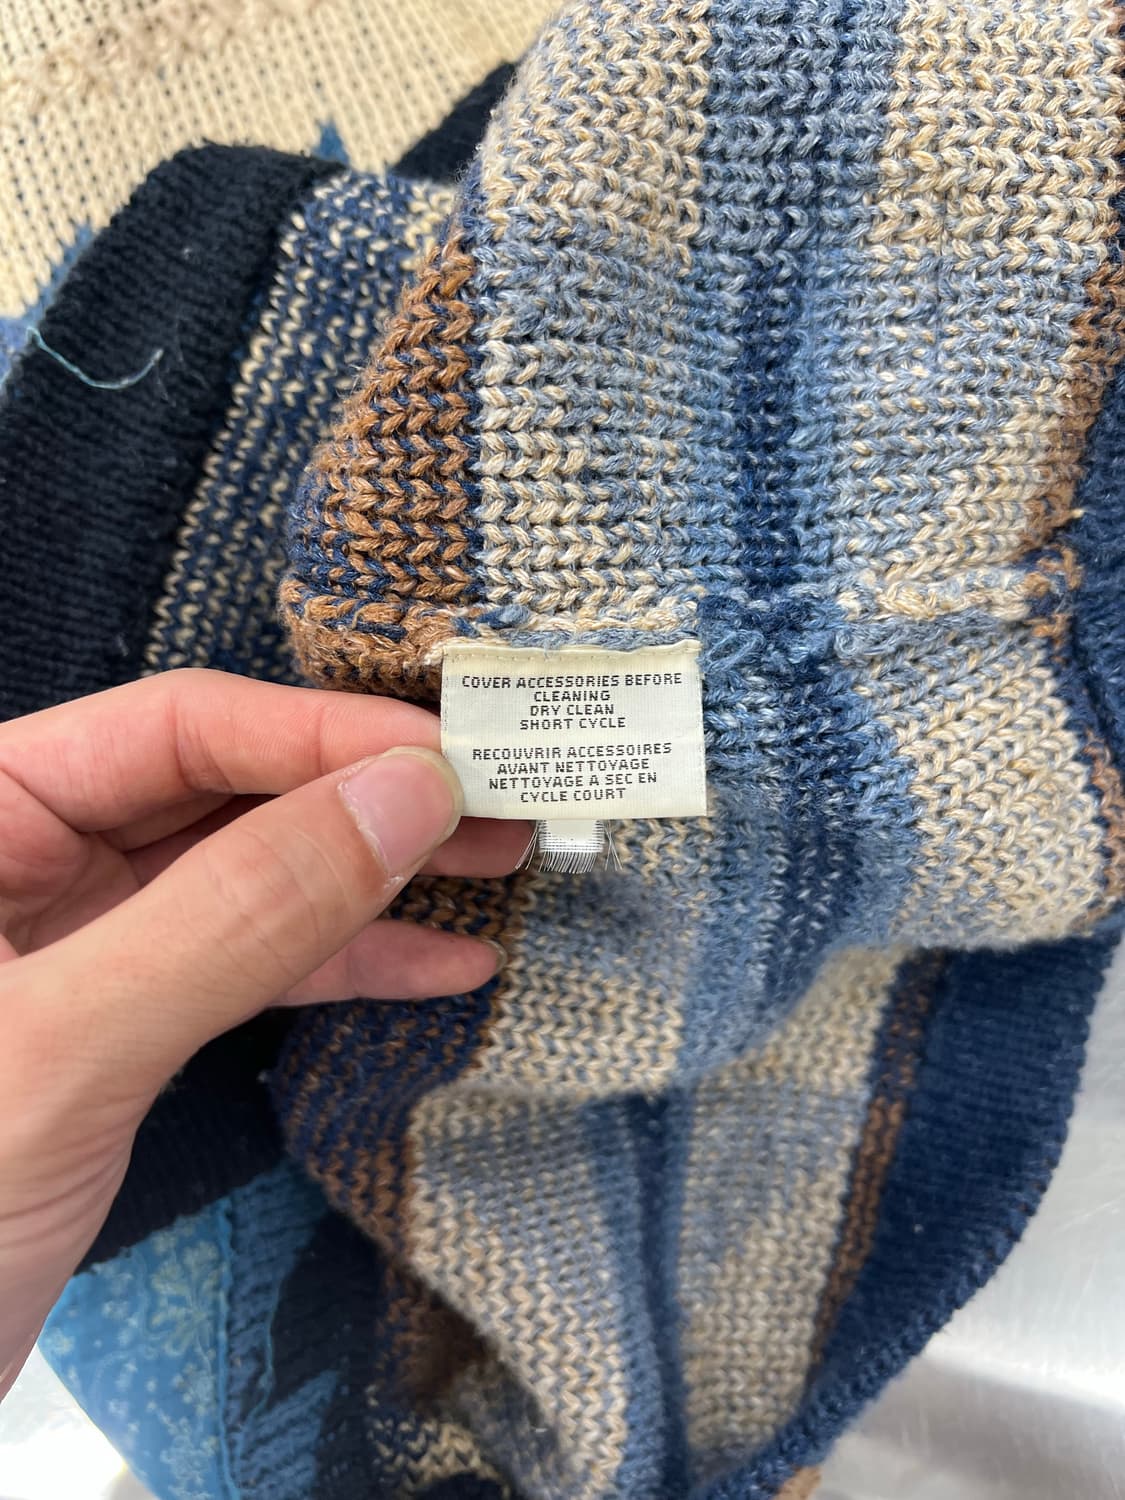 COVER ACCESSORIES BEFORE
CLEANING
DRY CLEAN
SHORT CYCLE
RECOUVRIR ACCESSOIRES
AVANT NETTOYAGE
NETTOYAGE A SEC EN
CYCLE COURT